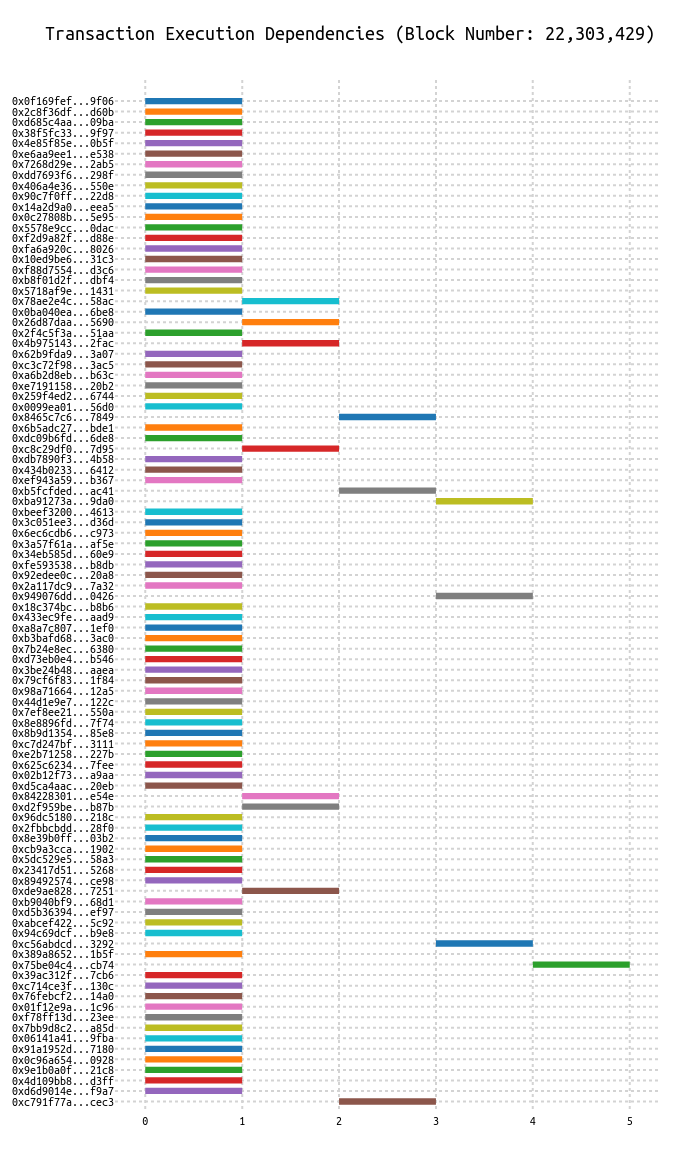 Transaction Execution Dependencies (Block Number: 22,303,429)
0x0f169fef...9f06
0x2c8f36df...d60b
0xd685c4aa...09ba
0x38f5fc33...9f97
0x4e85f85e...0b5f
0xe6aa9ee1...e538
0x7268d29e...2ab5
0xdd7693f6...298f
0x406a4e36...550e
0x90c7f0ff...22d8
0x14a2d9a0...eea5
0x0c27808b...5e95
0x5578e9cc...0dac
0xf2d9a82f...d88e
0xfa6a920c...8026
0x10ed9be6...31c3
0xf88d7554...d3c6
0xb8f01d2f...dbf4
0x5718af9e...1431
0x78ae2e4c...58ac
0x0ba040ea...6be8
0x26d87daa...5690
0x2f4c5f3a...51aa
0x4b975143...2fac
0x62b9fda9...3a07
0xc3c72f98...3ac5
0xa6b2d8eb...b63c
0xe7191158...20b2
0x259f4ed2...6744
0x0099ea01...56d0
0x8465c7c6...7849
0x6b5adc27...bde1
0xdc09b6fd...6de8
0xc8c29df0...7d95
0xdb7890f3...4b58
0x434b0233...6412
0xef943a59...b367
0xb5fcfded...ac41
0xba91273a...9da0
0xbeef3200...4613
0x3c051ee3...d36d
0x6ec6cdb6...c973
0x3a57f61a...af5e
0x34eb585d...60e9
0xfe593538...b8db
0x92edee0c...20a8
0x2a117dc9...7a32
0x949076dd...0426
0x18c374bc...b8b6
0x433ec9fe...aad9
0xa8a7c807...1ef0
0xb3bafd68...3ac0
0x7b24e8ec...6380
0xd73eb0e4...b546
0x3be24b48...aaea
0x79cf6f83...1f84
0x98a71664...12a5
0x44d1e9e7...122c
0x7ef8ee21...550a
0x8e8896fd...7f74
0x8b9d1354...85e8
0xc7d247bf...3111
0xe2b71258...227b
0x625c6234...7fee
0x02b12f73...a9aa
0xd5ca4aac...20eb
0x84228301...e54e
0xd2f959be...b87b
0x96dc5180...218c
0x2fbbcbdd...28f0
0x8e39b0ff...03b2
0xcb9a3cca...1902
0x5dc529e5...58a3
0x23417d51...5268
0x89492574...ce98
0xde9ae828...7251
0xb9040bf9...68d1
0xd5b36394...ef97
0xabcef422...5c92
0x94c69dcf...b9e8
0xc56abdcd...3292
0x389a8652...1b5f
0x75be04c4...cb74
0x39ac312f...7cb6
0xc714ce3f...130c
0x76febcf2...14a0
0x01f12e9a...1c96
0xf78ff13d...23ee
0x7bb9d8c2...a85d
0x06141a41...9fba
0x91a1952d...7180
0x0c96a654...0928
0x9e1b0a0f...21c8
0x4d109bb8...d3ff
0xd6d9014e...f9a7
0xc791f77a...cec3
0 1 2 3 4 5